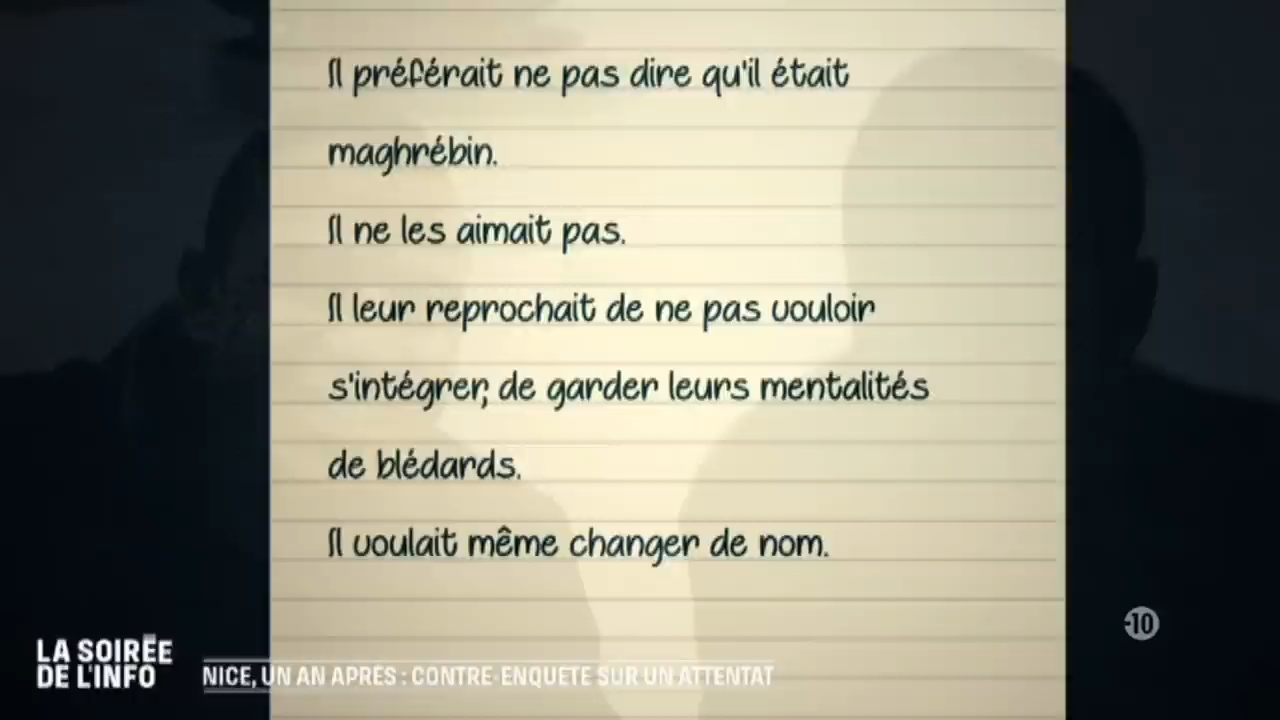 Il préférait ne pas dire qu'il était
maghrébin.
Il ne les aimait pas.
Il leur reprochait de ne pas vouloir
s'intégrer, de garder leurs mentalités
de blédards.
Il voulait même changer de nom.
-10
LA SOIRÉE
DE L'INFO
NICE, UN AN APRÈS : CONTRE-ENQUÊTE SUR UN ATTENTAT